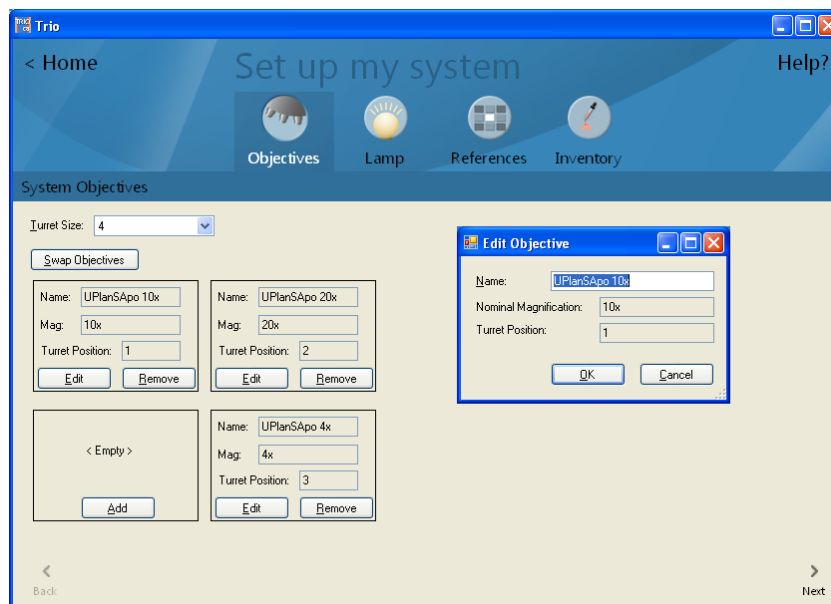 Trio
< Home
Set up my system
Help?
Objectives
Lamp
References
Inventory
System Objectives
Turret Size: 4
Swap Objectives
Name: UPlanSApo 10x
Mag: 10x
Turret Position: 1
Edit Remove
Name: UPlanSApo 20x
Mag: 20x
Turret Position: 2
Edit Remove
< Empty >
Add
Name: UPlanSApo 4x
Mag: 4x
Turret Position: 3
Edit Remove
Edit Objective
Name: UPlanSApo 10x
Nominal Magnification: 10x
Turret Position: 1
OK Cancel
Back
Next